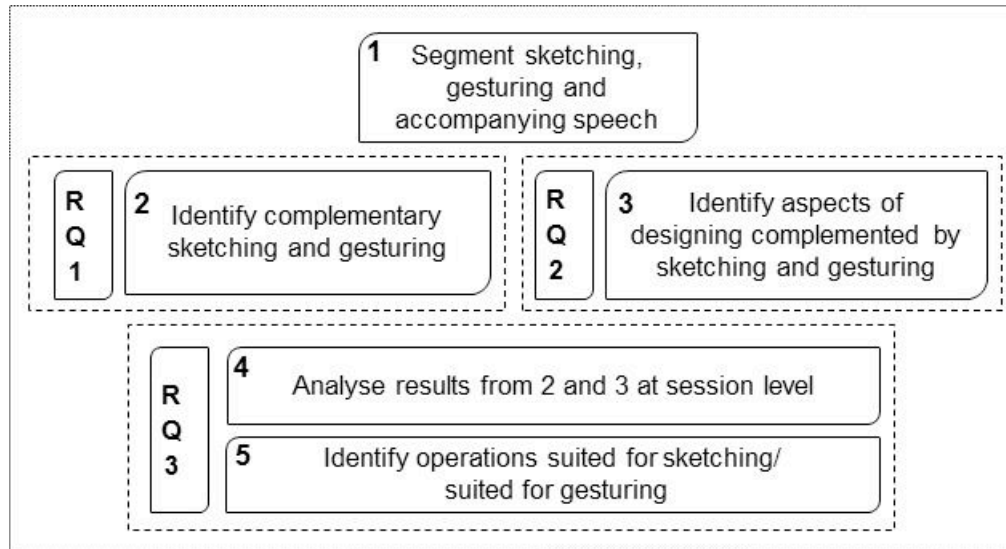 1
Segment sketching,
gesturing and
accompanying speech
R
Q
1
2
Identify complementary
sketching and gesturing
R
Q
2
3
Identify aspects of
designing complemented by
sketching and gesturing
R
Q
3
4
Analyse results from 2 and 3 at session level
5
Identify operations suited for sketching/
suited for gesturing